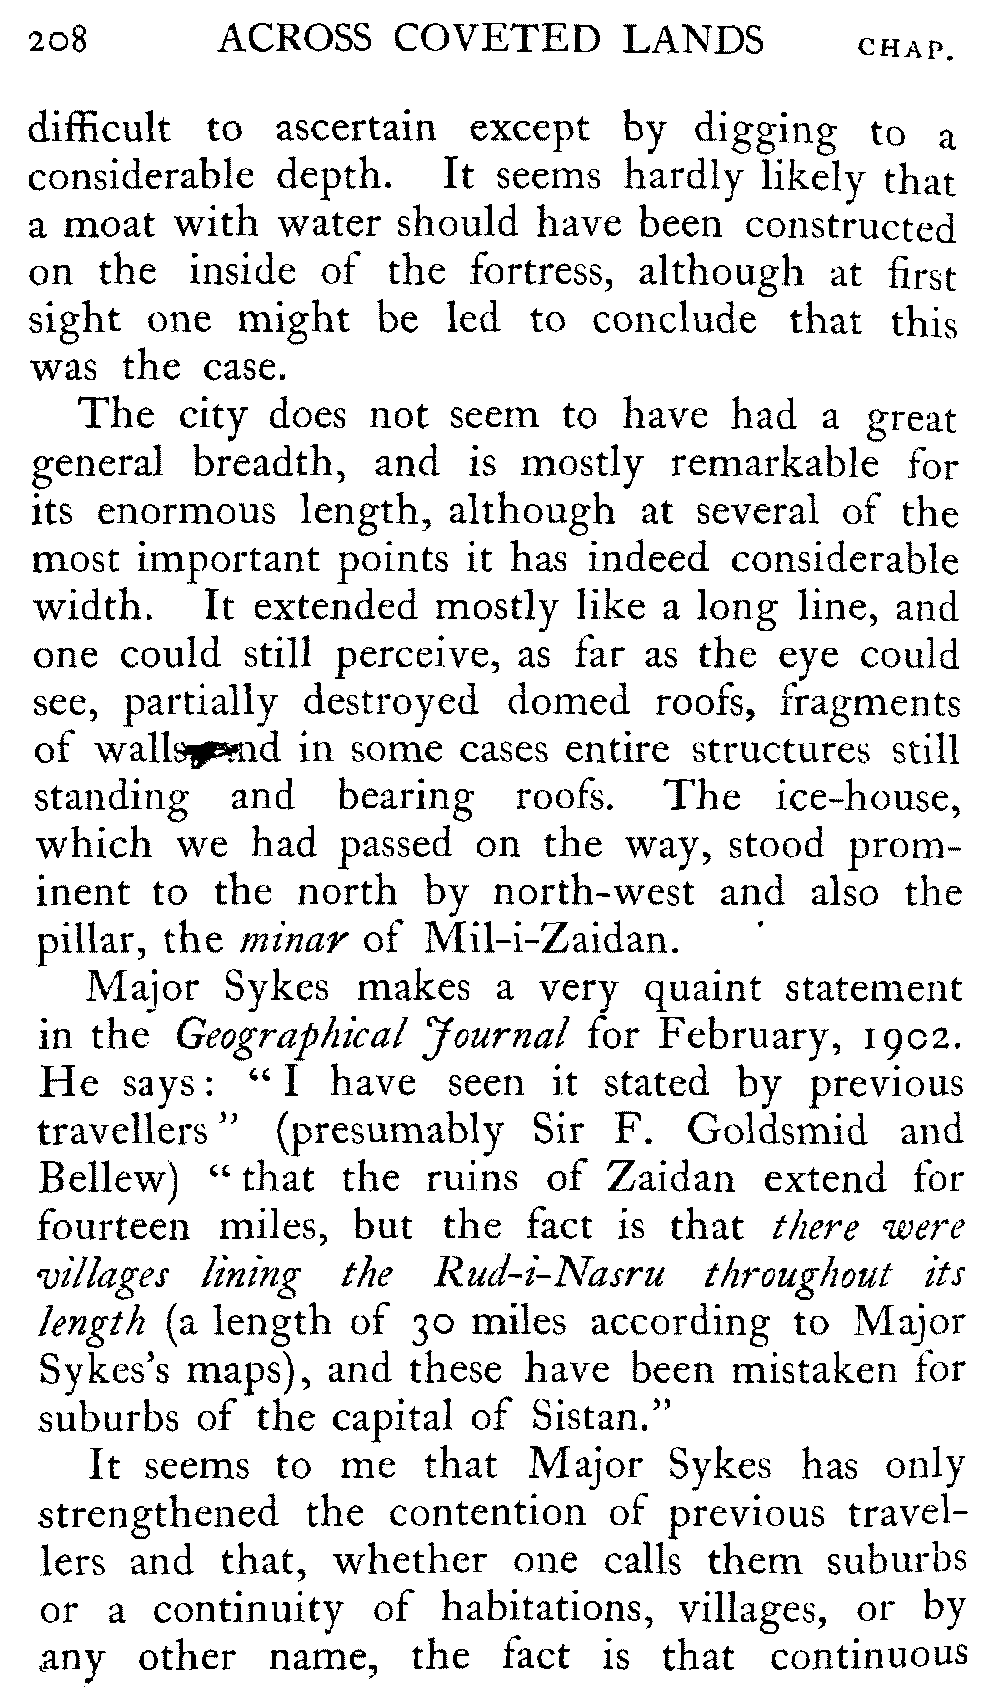 208 ACROSS COVETED LANDS CHAP.
difficult to ascertain except by digging to a
considerable depth. It seems hardly likely that
a moat with water should have been constructed
on the inside of the fortress, although at first
sight one might be led to conclude that this
was the case.
The city does not seem to have had a great
general breadth, and is mostly remarkable for
its enormous length, although at several of the
most important points it has indeed considerable
width. It extended mostly like a long line, and
one could still perceive, as far as the eye could
see, partially destroyed domed roofs, fragments
of walls and in some cases entire structures still
standing and bearing roofs. The ice-house,
which we had passed on the way, stood prom-
inent to the north by north-west and also the
pillar, the minar of Mil-i-Zaidan.
Major Sykes makes a very quaint statement
in the Geographical Journal for February, 1902.
He says: “I have seen it stated by previous
travellers” (presumably Sir F. Goldsmid and
Bellew) “that the ruins of Zaidan extend for
fourteen miles, but the fact is that there were
villages lining the Rud-i-Nasru throughout its
length (a length of 30 miles according to Major
Sykes’s maps), and these have been mistaken for
suburbs of the capital of Sistan.”
It seems to me that Major Sykes has only
strengthened the contention of previous travel-
lers and that, whether one calls them suburbs
or a continuity of habitations, villages, or by
any other name, the fact is that continuous